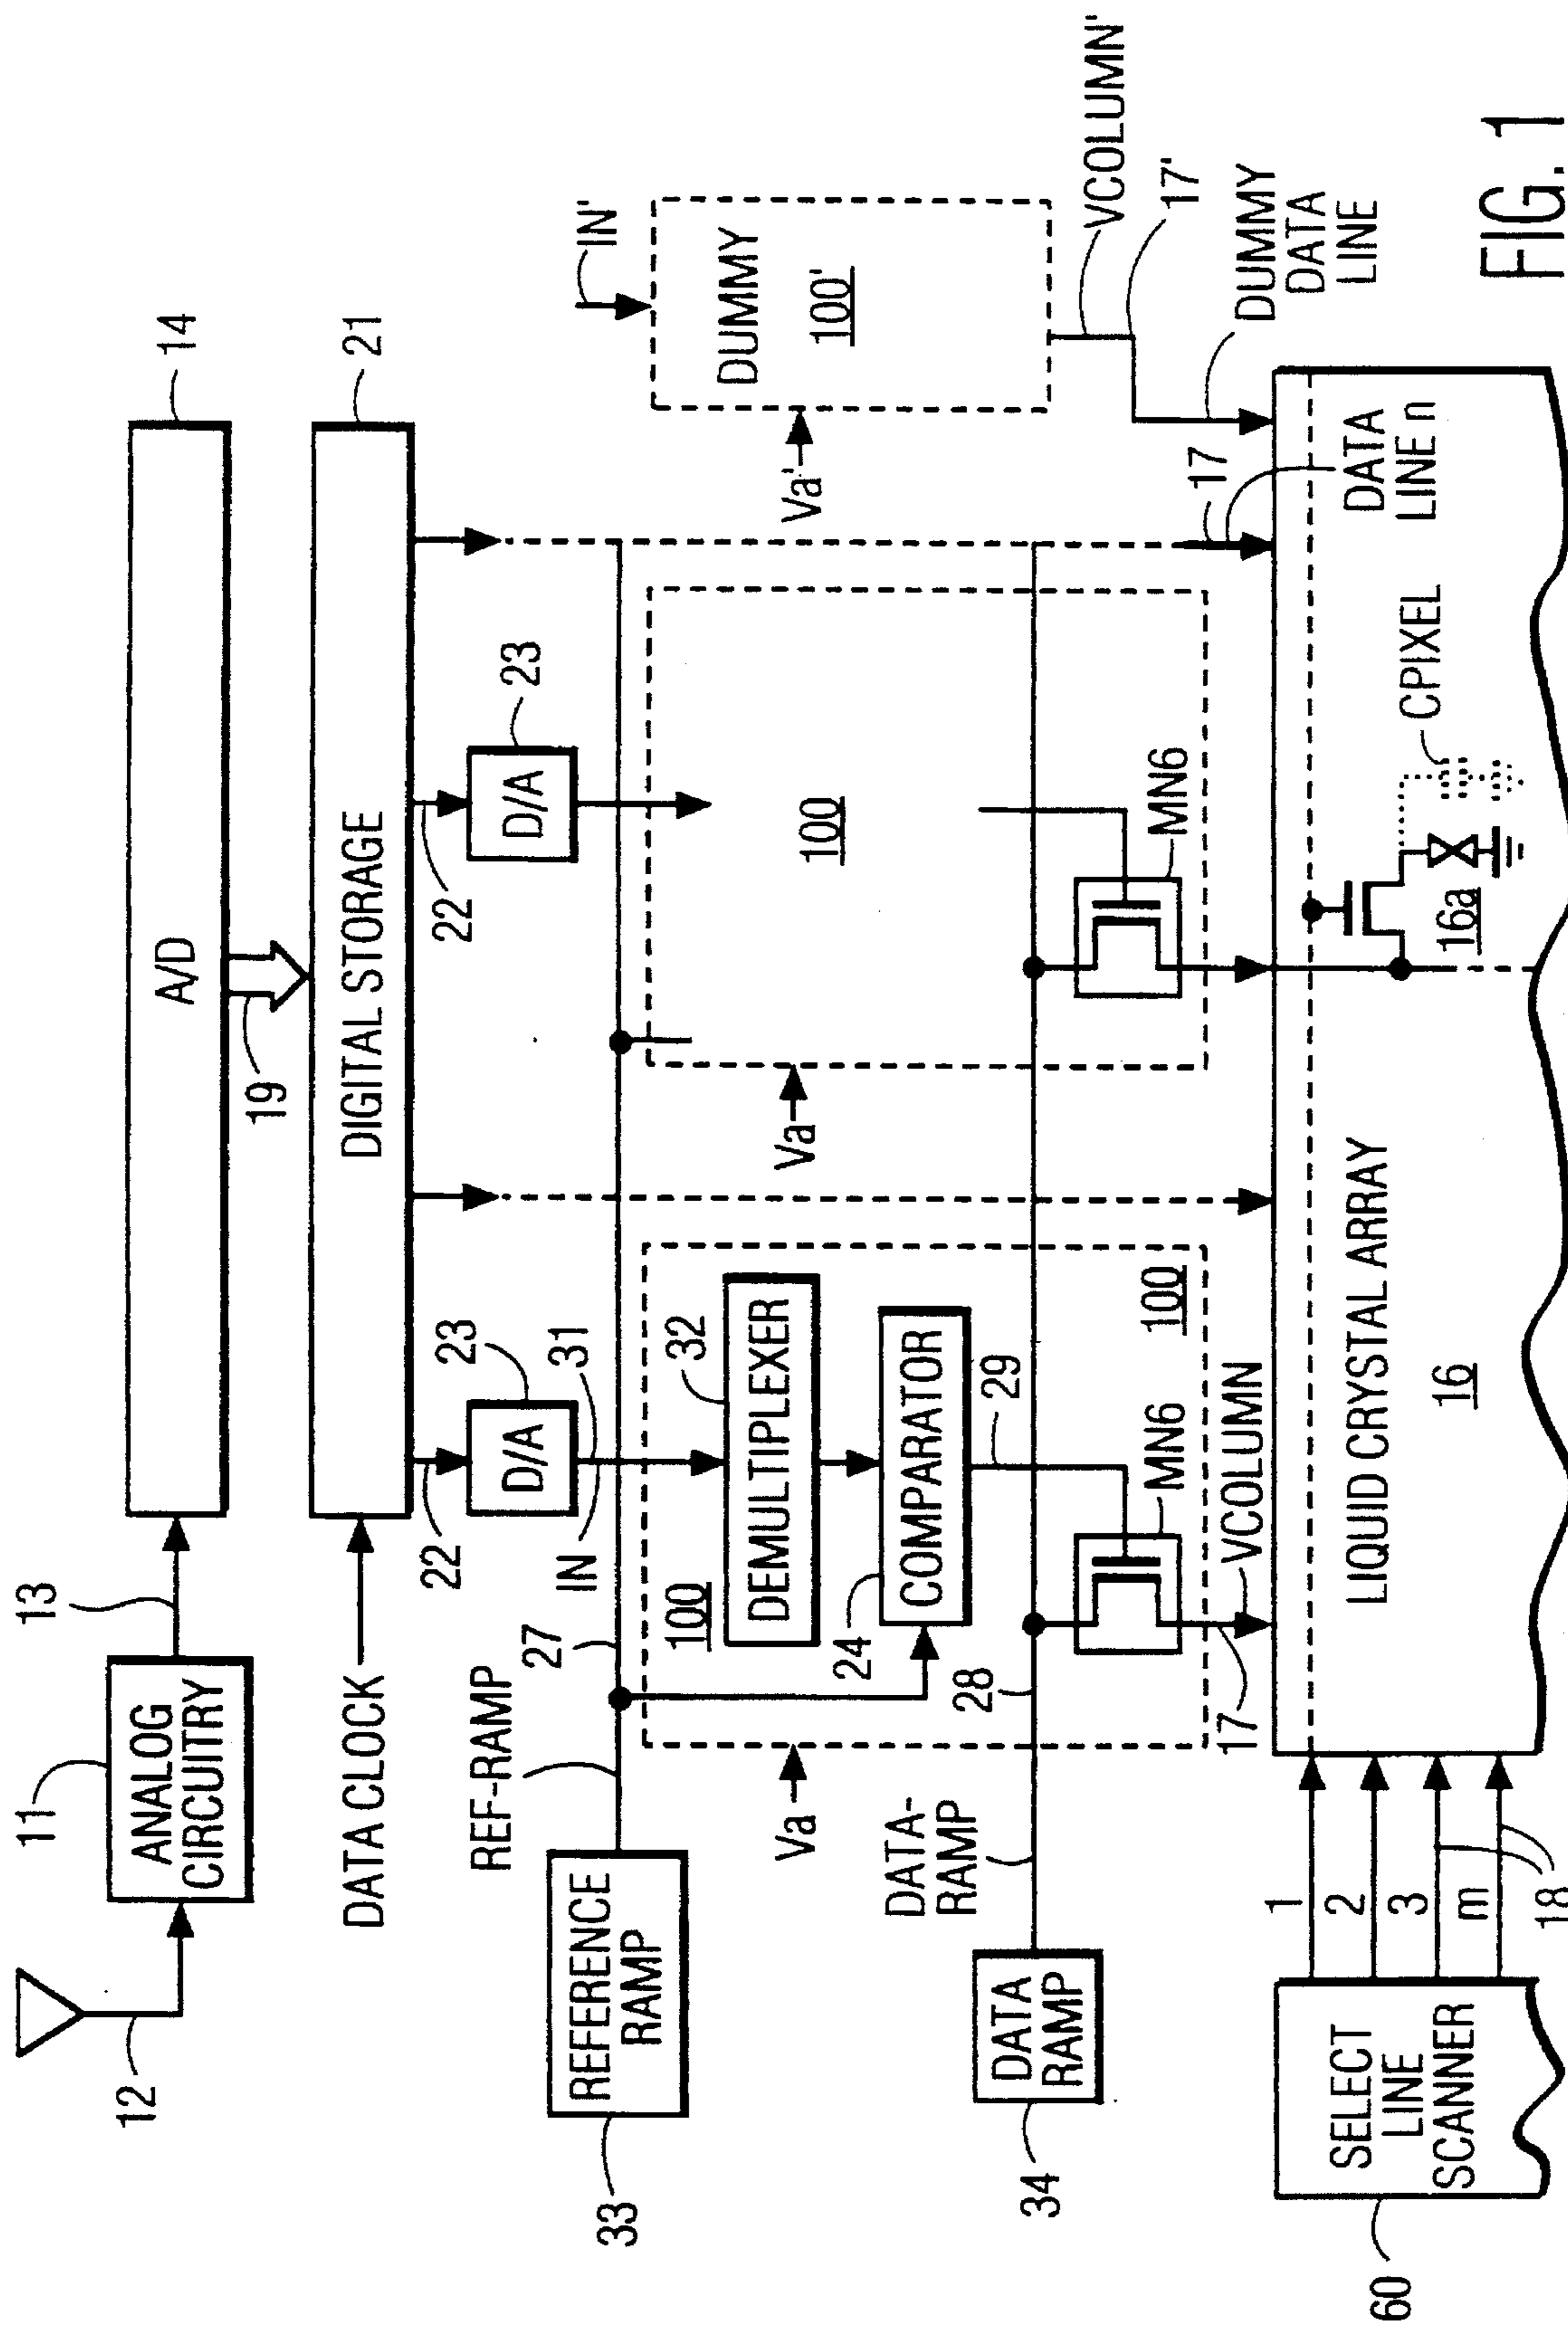 12
11
ANALOG
CIRCUITRY
13
A/D
14
19
DATA CLOCK
DIGITAL STORAGE
21
22
22
23
D/A
23
D/A
IN
31
REF-RAMP
27
33
REFERENCE
RAMP
IN'
100
32
DEMULTIPLEXER
24
COMPARATOR
29
100
Va
Va
100
Va'
DUMMY
100'
DATA-
RAMP
28
34
DATA
RAMP
MN6
MN6
VCOLUMN
17
17
VCOLUMN'
17'
DUMMY
DATA
LINE
60
SELECT
LINE
SCANNER
1
2
3
m
18
LIQUID CRYSTAL ARRAY
16
16a
CPIXEL
DATA
LINE n
FIG. 1